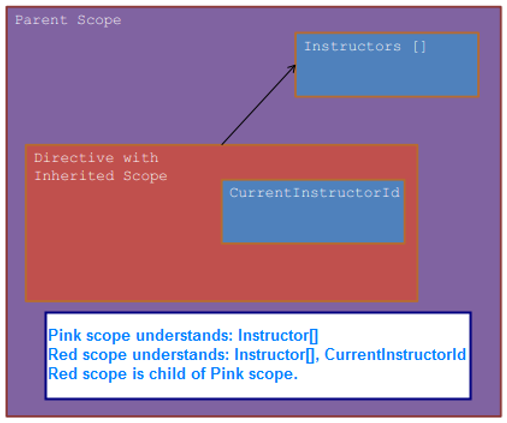 Parent Scope
Instructors []
Directive with
Inherited Scope
CurrentInstructorId
Pink scope understands: Instructor[]
Red scope understands: Instructor[], CurrentInstructorId
Red scope is child of Pink scope.